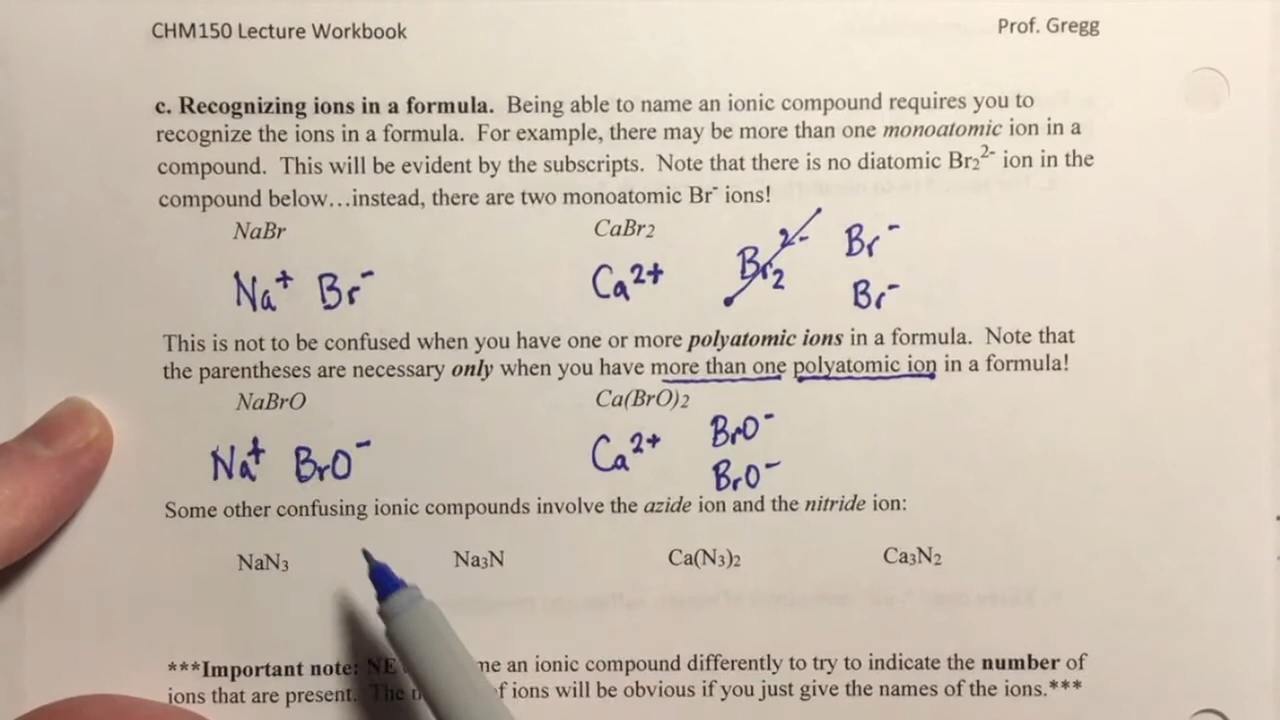 CHM150 Lecture Workbook Prof. Gregg
c. Recognizing ions in a formula. Being able to name an ionic compound requires you to
recognize the ions in a formula. For example, there may be more than one monoatomic ion in a
compound. This will be evident by the subscripts. Note that there is no diatomic Br₂²⁻ ion in the
compound below…instead, there are two monoatomic Br⁻ ions!
NaBr CaBr₂
Na⁺ Br⁻ Ca²⁺ Br₂²⁻ Br⁻
Br⁻
This is not to be confused when you have one or more polyatomic ions in a formula. Note that
the parentheses are necessary only when you have more than one polyatomic ion in a formula!
NaBrO Ca(BrO)₂
Na⁺ BrO⁻ Ca²⁺ BrO⁻
BrO⁻
Some other confusing ionic compounds involve the azide ion and the nitride ion:
NaN₃ Na₃N Ca(N₃)₂ Ca₃N₂
***Important note: NE me an ionic compound differently to try to indicate the number of
ions that are present. The of ions will be obvious if you just give the names of the ions.***